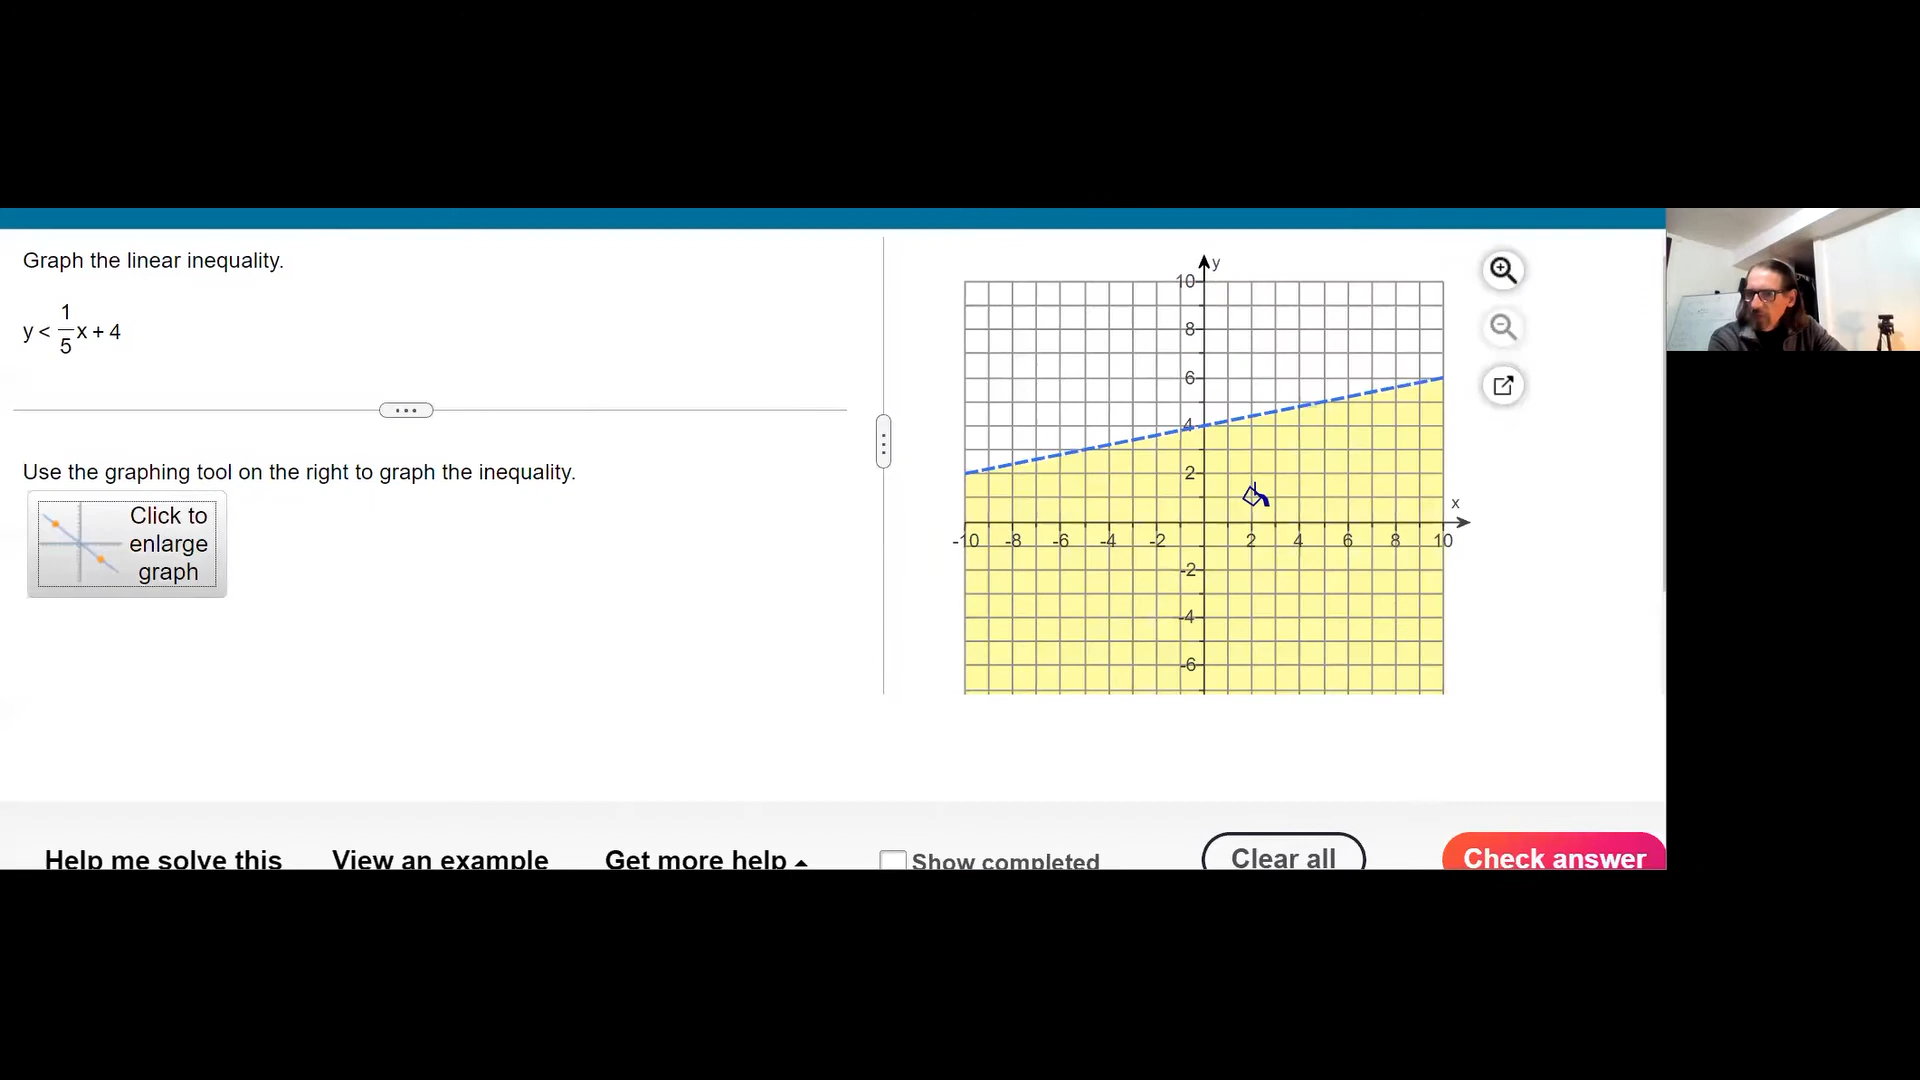 Graph the linear inequality.
y < 1/5 x + 4
Use the graphing tool on the right to graph the inequality.
Click to
enlarge
graph
y
10
8
6
4
2
x
-10 -8 -6 -4 -2 2 4 6 8 10
-2
-4
-6
Help me solve this View an example Get more help Show completed Clear all Check answer